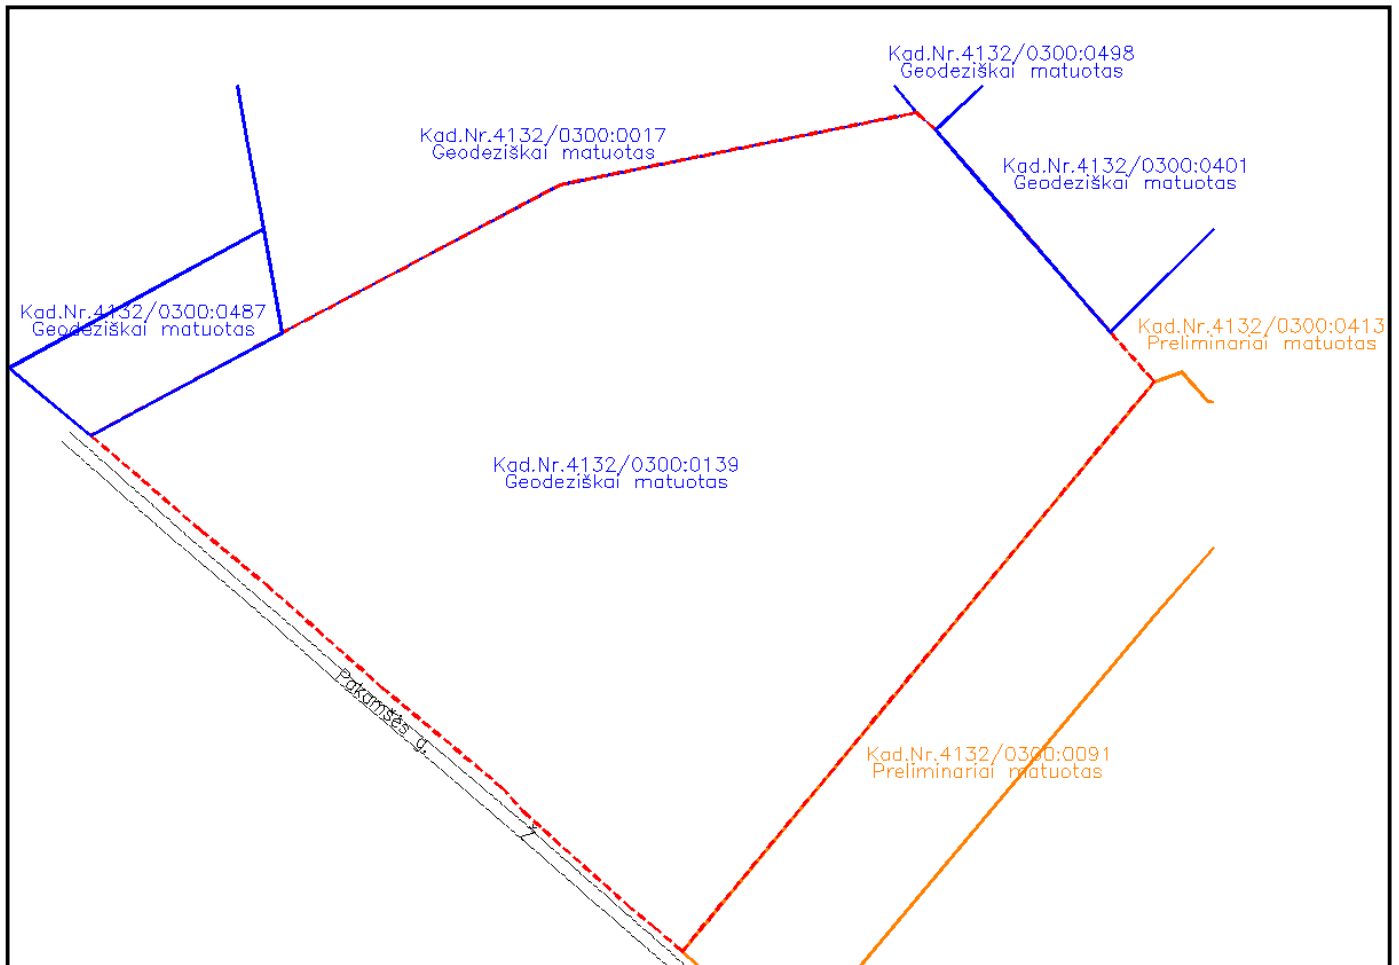 Kad.Nr.4132/0300:0498
Geodeziškai matuotas
Kad.Nr.4132/0300:0017
Geodeziškai matuotas
Kad.Nr.4132/0300:0401
Geodeziškai matuotas
Kad.Nr.4132/0300:0487
Geodeziškai matuotas
Kad.Nr.4132/0300:0413
Preliminariai matuotas
Kad.Nr.4132/0300:0139
Geodeziškai matuotas
Pakamšės g.
Kad.Nr.4132/0300:0091
Preliminariai matuotas
Ž